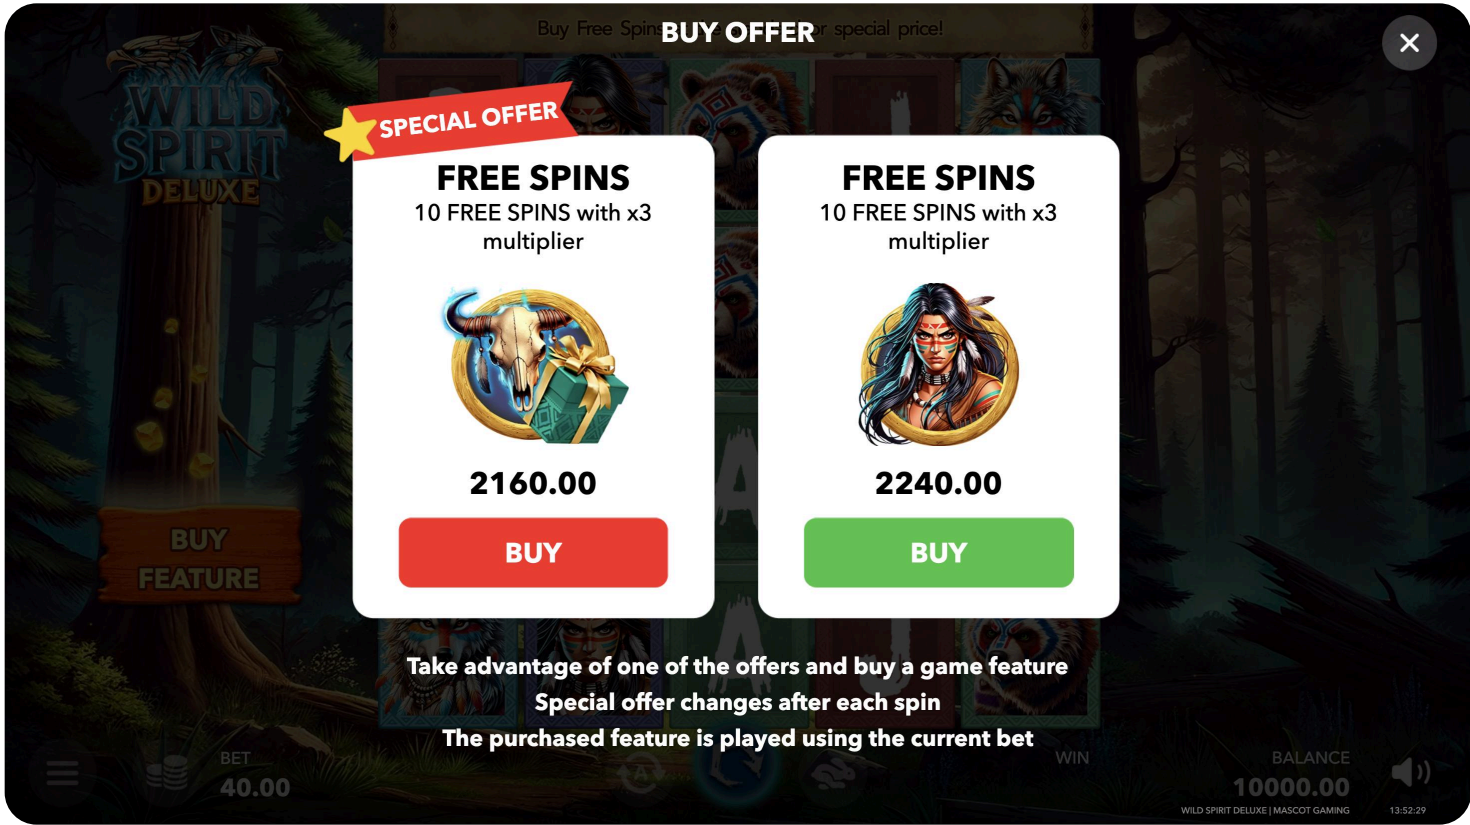 Buy Free Spins
r special price!
BUY OFFER
WILD
SPIRIT
DELUXE
SPECIAL OFFER
FREE SPINS
10 FREE SPINS with x3
multiplier
2160.00
BUY
FREE SPINS
10 FREE SPINS with x3
multiplier
2240.00
BUY
BUY
FEATURE
A
A
Take advantage of one of the offers and buy a game feature
Special offer changes after each spin
The purchased feature is played using the current bet
BET
40.00
A
WIN
BALANCE
10000.00
WILD SPIRIT DELUXE | MASCOT GAMING
13:52:29